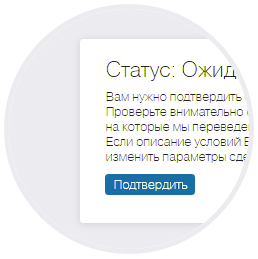 Статус: Ожид
Вам нужно подтвердить
Проверьте внимательно
на которые мы переведе
Если описание условий
изменить параметры сде
Подтвердить